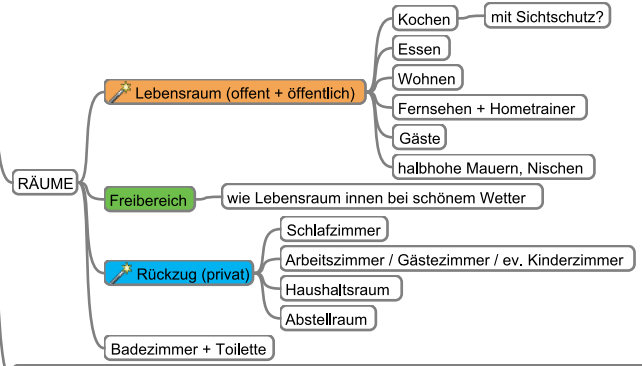 RÄUME
Lebensraum (offent + öffentlich)
Kochen
mit Sichtschutz?
Essen
Wohnen
Fernsehen + Hometrainer
Gäste
halbhohe Mauern, Nischen
Freibereich
wie Lebensraum innen bei schönem Wetter
Rückzug (privat)
Schlafzimmer
Arbeitszimmer / Gästezimmer / ev. Kinderzimmer
Haushaltsraum
Abstellraum
Badezimmer + Toilette